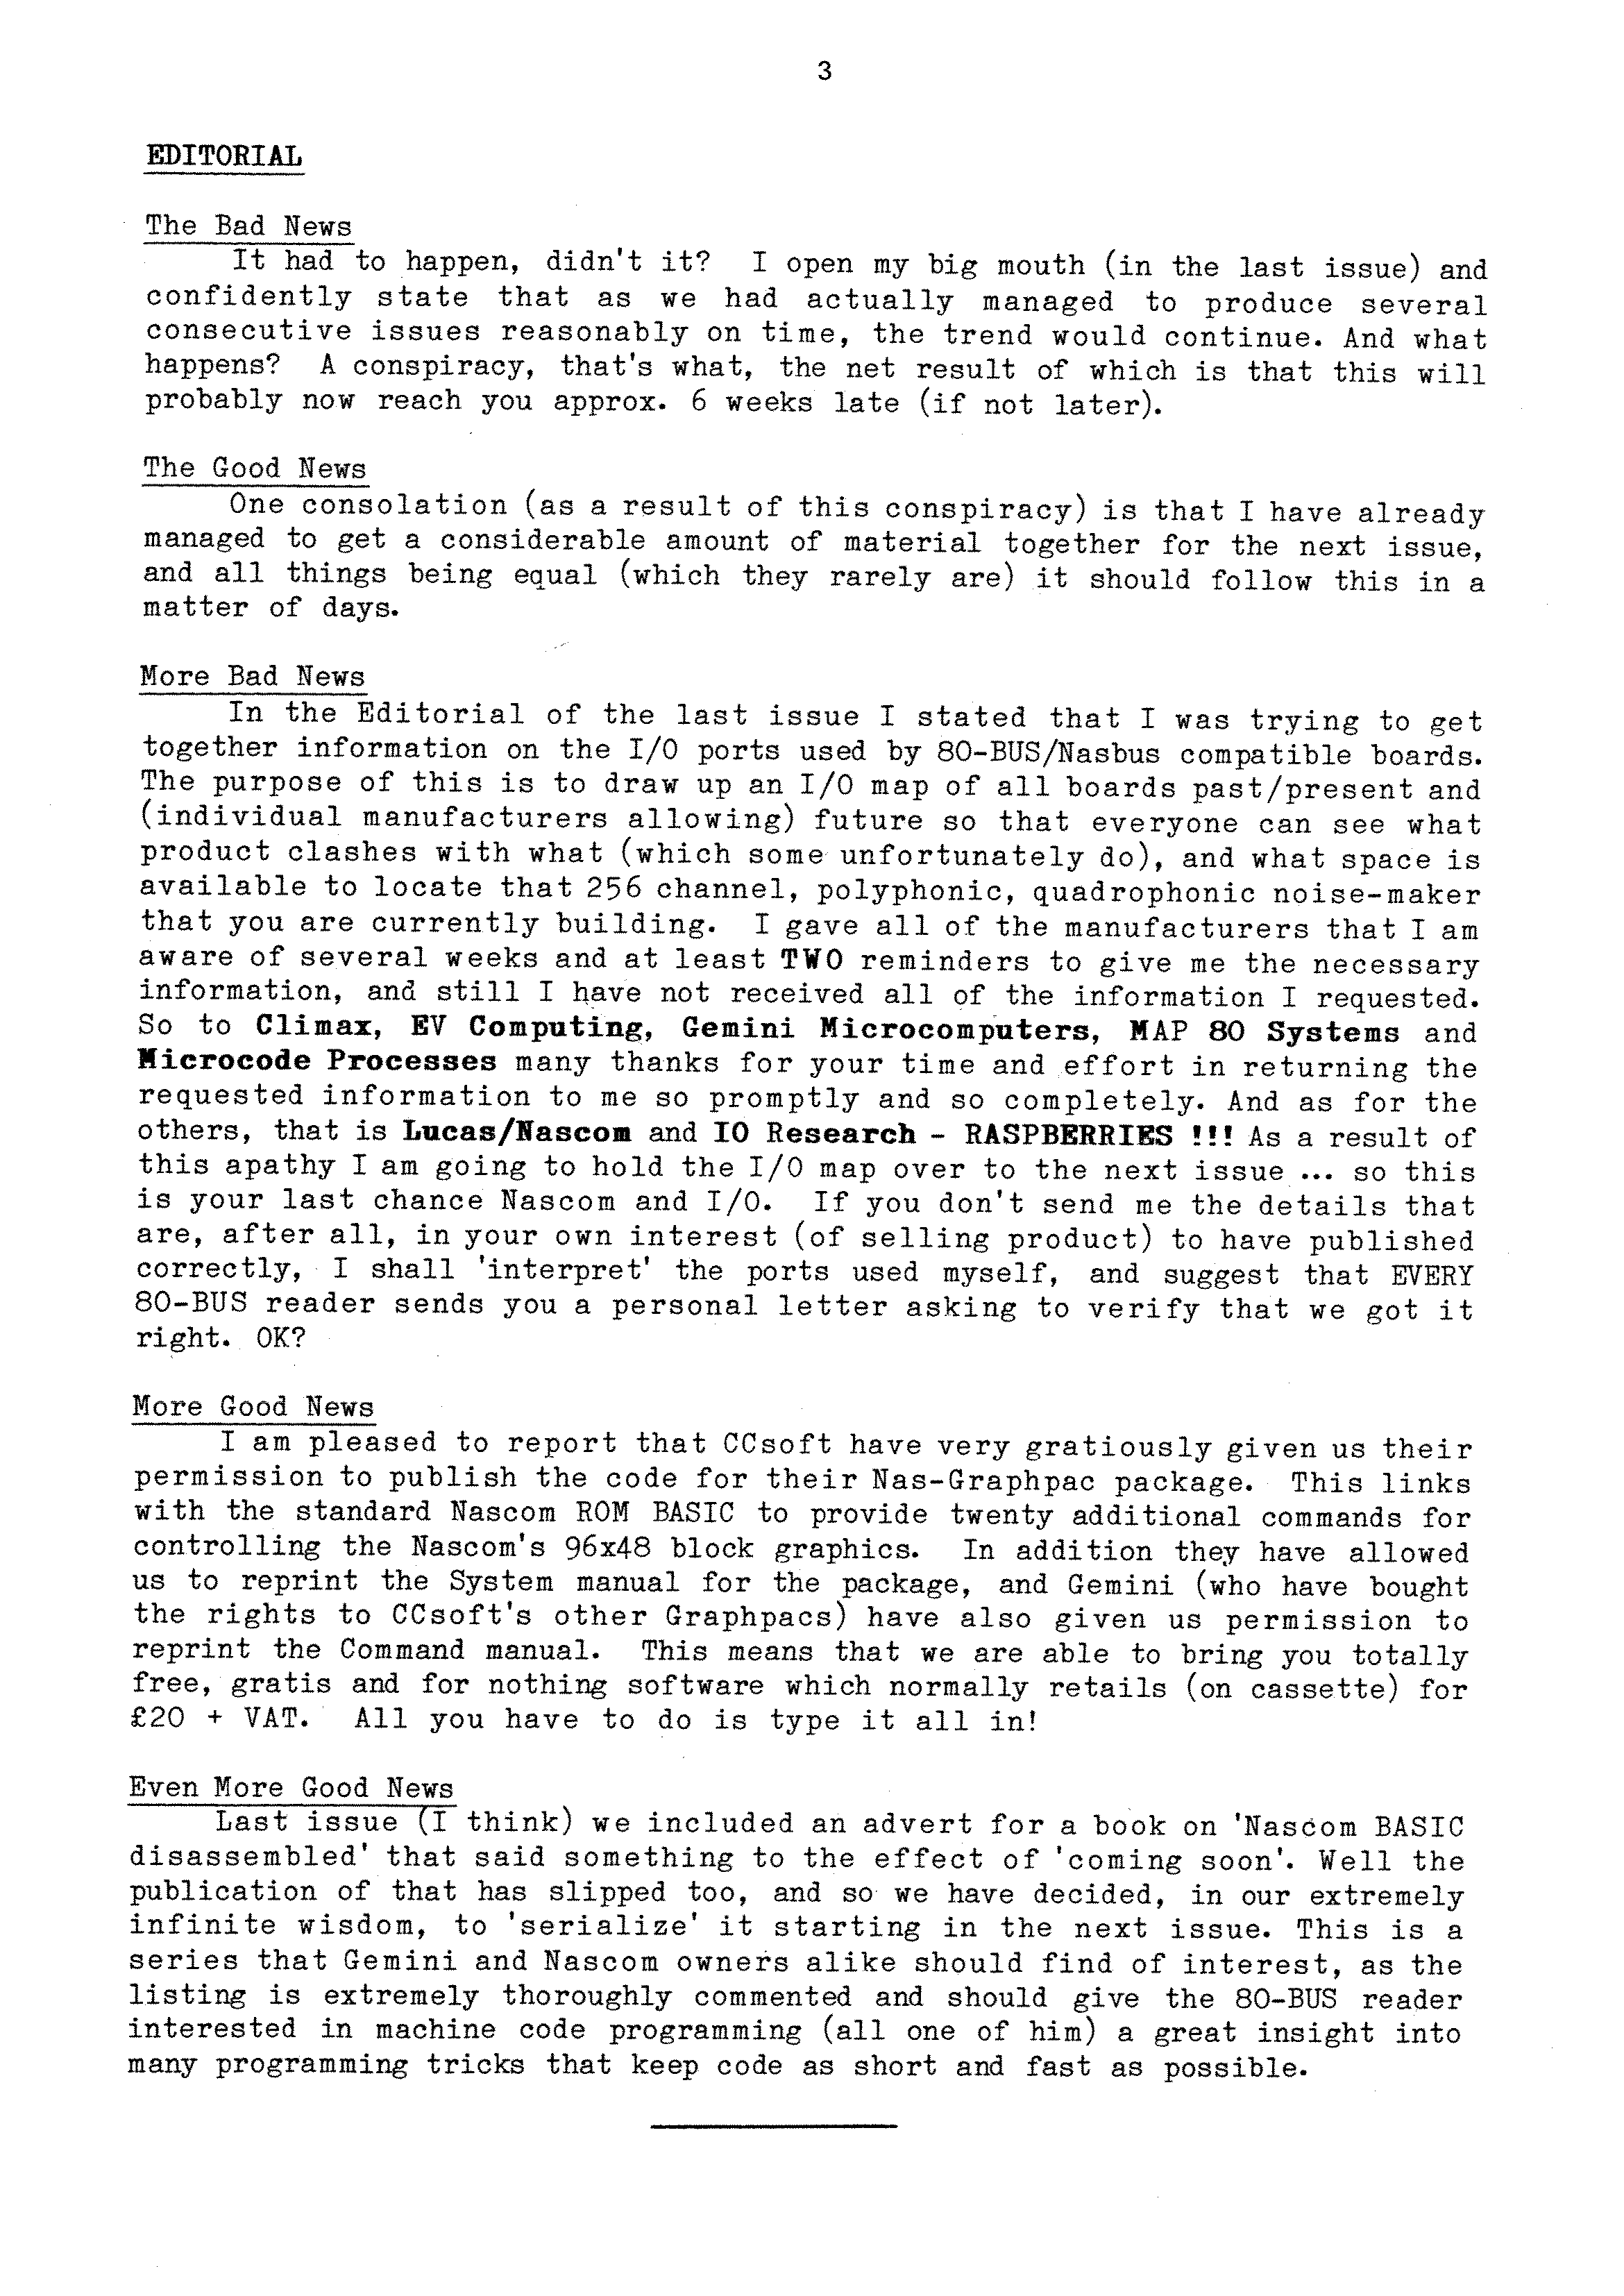 3
EDITORIAL
The Bad News
It had to happen, didn't it? I open my big mouth (in the last issue) and
confidently state that as we had actually managed to produce several
consecutive issues reasonably on time, the trend would continue. And what
happens? A conspiracy, that's what, the net result of which is that this will
probably now reach you approx. 6 weeks late (if not later).
The Good News
One consolation (as a result of this conspiracy) is that I have already
managed to get a considerable amount of material together for the next issue,
and all things being equal (which they rarely are) it should follow this in a
matter of days.
More Bad News
In the Editorial of the last issue I stated that I was trying to get
together information on the I/O ports used by 80-BUS/Nasbus compatible boards.
The purpose of this is to draw up an I/O map of all boards past/present and
(individual manufacturers allowing) future so that everyone can see what
product clashes with what (which some unfortunately do), and what space is
available to locate that 256 channel, polyphonic, quadrophonic noise-maker
that you are currently building. I gave all of the manufacturers that I am
aware of several weeks and at least TWO reminders to give me the necessary
information, and still I have not received all of the information I requested.
So to Climax, EV Computing, Gemini Microcomputers, MAP 80 Systems and
Microcode Processes many thanks for your time and effort in returning the
requested information to me so promptly and so completely. And as for the
others, that is Lucas/Nascom and IO Research - RASPBERRIES !!! As a result of
this apathy I am going to hold the I/O map over to the next issue ... so this
is your last chance Nascom and I/O. If you don't send me the details that
are, after all, in your own interest (of selling product) to have published
correctly, I shall 'interpret' the ports used myself, and suggest that EVERY
80-BUS reader sends you a personal letter asking to verify that we got it
right. OK?
More Good News
I am pleased to report that CCsoft have very gratiously given us their
permission to publish the code for their Nas-Graphpac package. This links
with the standard Nascom ROM BASIC to provide twenty additional commands for
controlling the Nascom's 96x48 block graphics. In addition they have allowed
us to reprint the System manual for the package, and Gemini (who have bought
the rights to CCsoft's other Graphpacs) have also given us permission to
reprint the Command manual. This means that we are able to bring you totally
free, gratis and for nothing software which normally retails (on cassette) for
£20 + VAT. All you have to do is type it all in!
Even More Good News
Last issue (I think) we included an advert for a book on 'Nascom BASIC
disassembled' that said something to the effect of 'coming soon'. Well the
publication of that has slipped too, and so we have decided, in our extremely
infinite wisdom, to 'serialize' it starting in the next issue. This is a
series that Gemini and Nascom owners alike should find of interest, as the
listing is extremely thoroughly commented and should give the 80-BUS reader
interested in machine code programming (all one of him) a great insight into
many programming tricks that keep code as short and fast as possible.